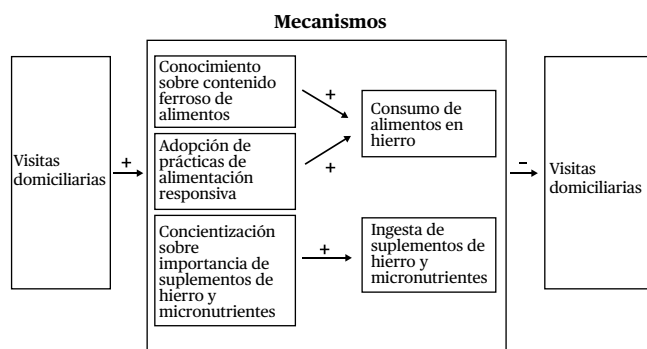 Mecanismos
Visitas
domiciliarias
+
Conocimiento
sobre contenido
ferroso de
alimentos
Adopción de
prácticas de
alimentación
responsiva
Concientización
sobre
importancia de
suplementos de
hierro y
micronutrientes
+
+
+
Consumo de
alimentos en
hierro
Ingesta de
suplementos de
hierro y
micronutrientes
−
Visitas
domiciliarias